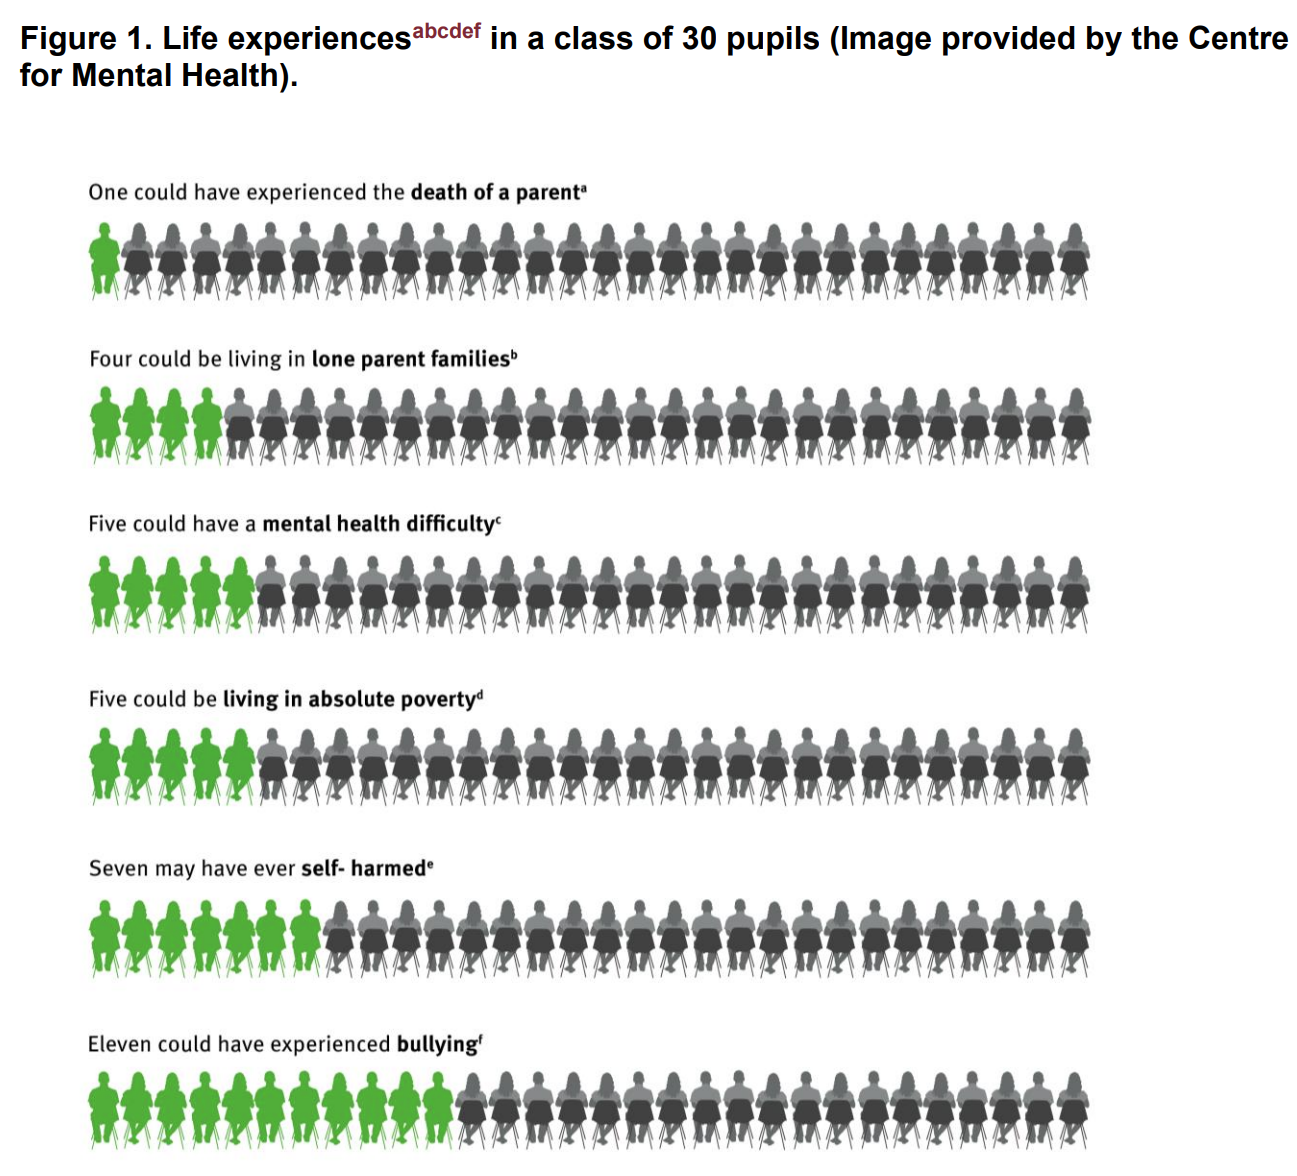 Figure 1. Life experiencesabcdef in a class of 30 pupils (Image provided by the Centre
for Mental Health).
One could have experienced the death of a parenta
Four could be living in lone parent familiesb
Five could have a mental health difficultyc
Five could be living in absolute povertyd
Seven may have ever self- harmede
Eleven could have experienced bullyingf